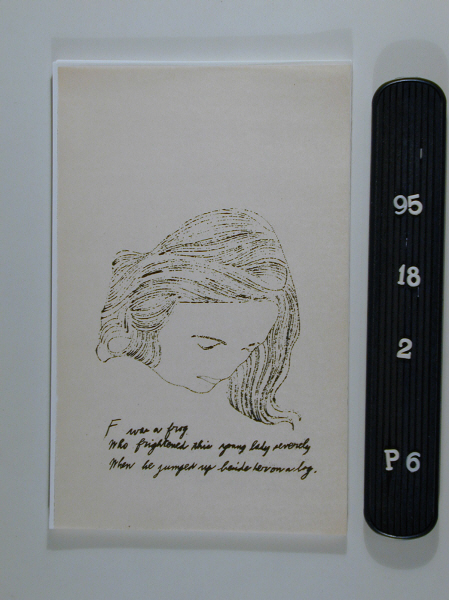 F was a frog
Who frightened this young lady severely
When he jumped up beside her on a log.
95
18
2
P6